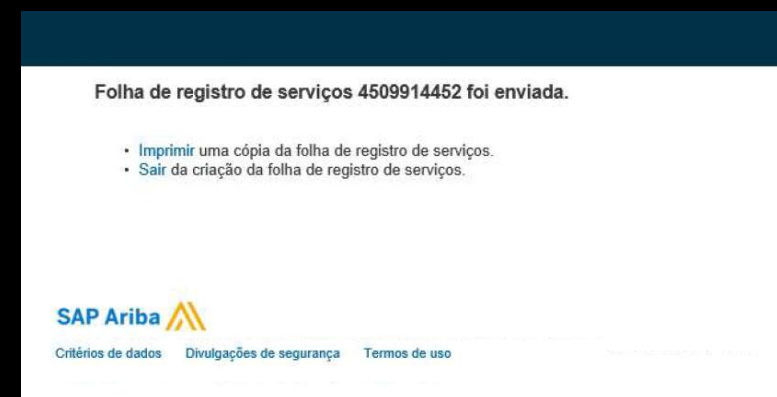 Folha de registro de serviços 4509914452 foi enviada.
• Imprimir uma cópia da folha de registro de serviços.
• Sair da criação da folha de registro de serviços.
SAP Ariba
Critérios de dados Divulgações de segurança Termos de uso